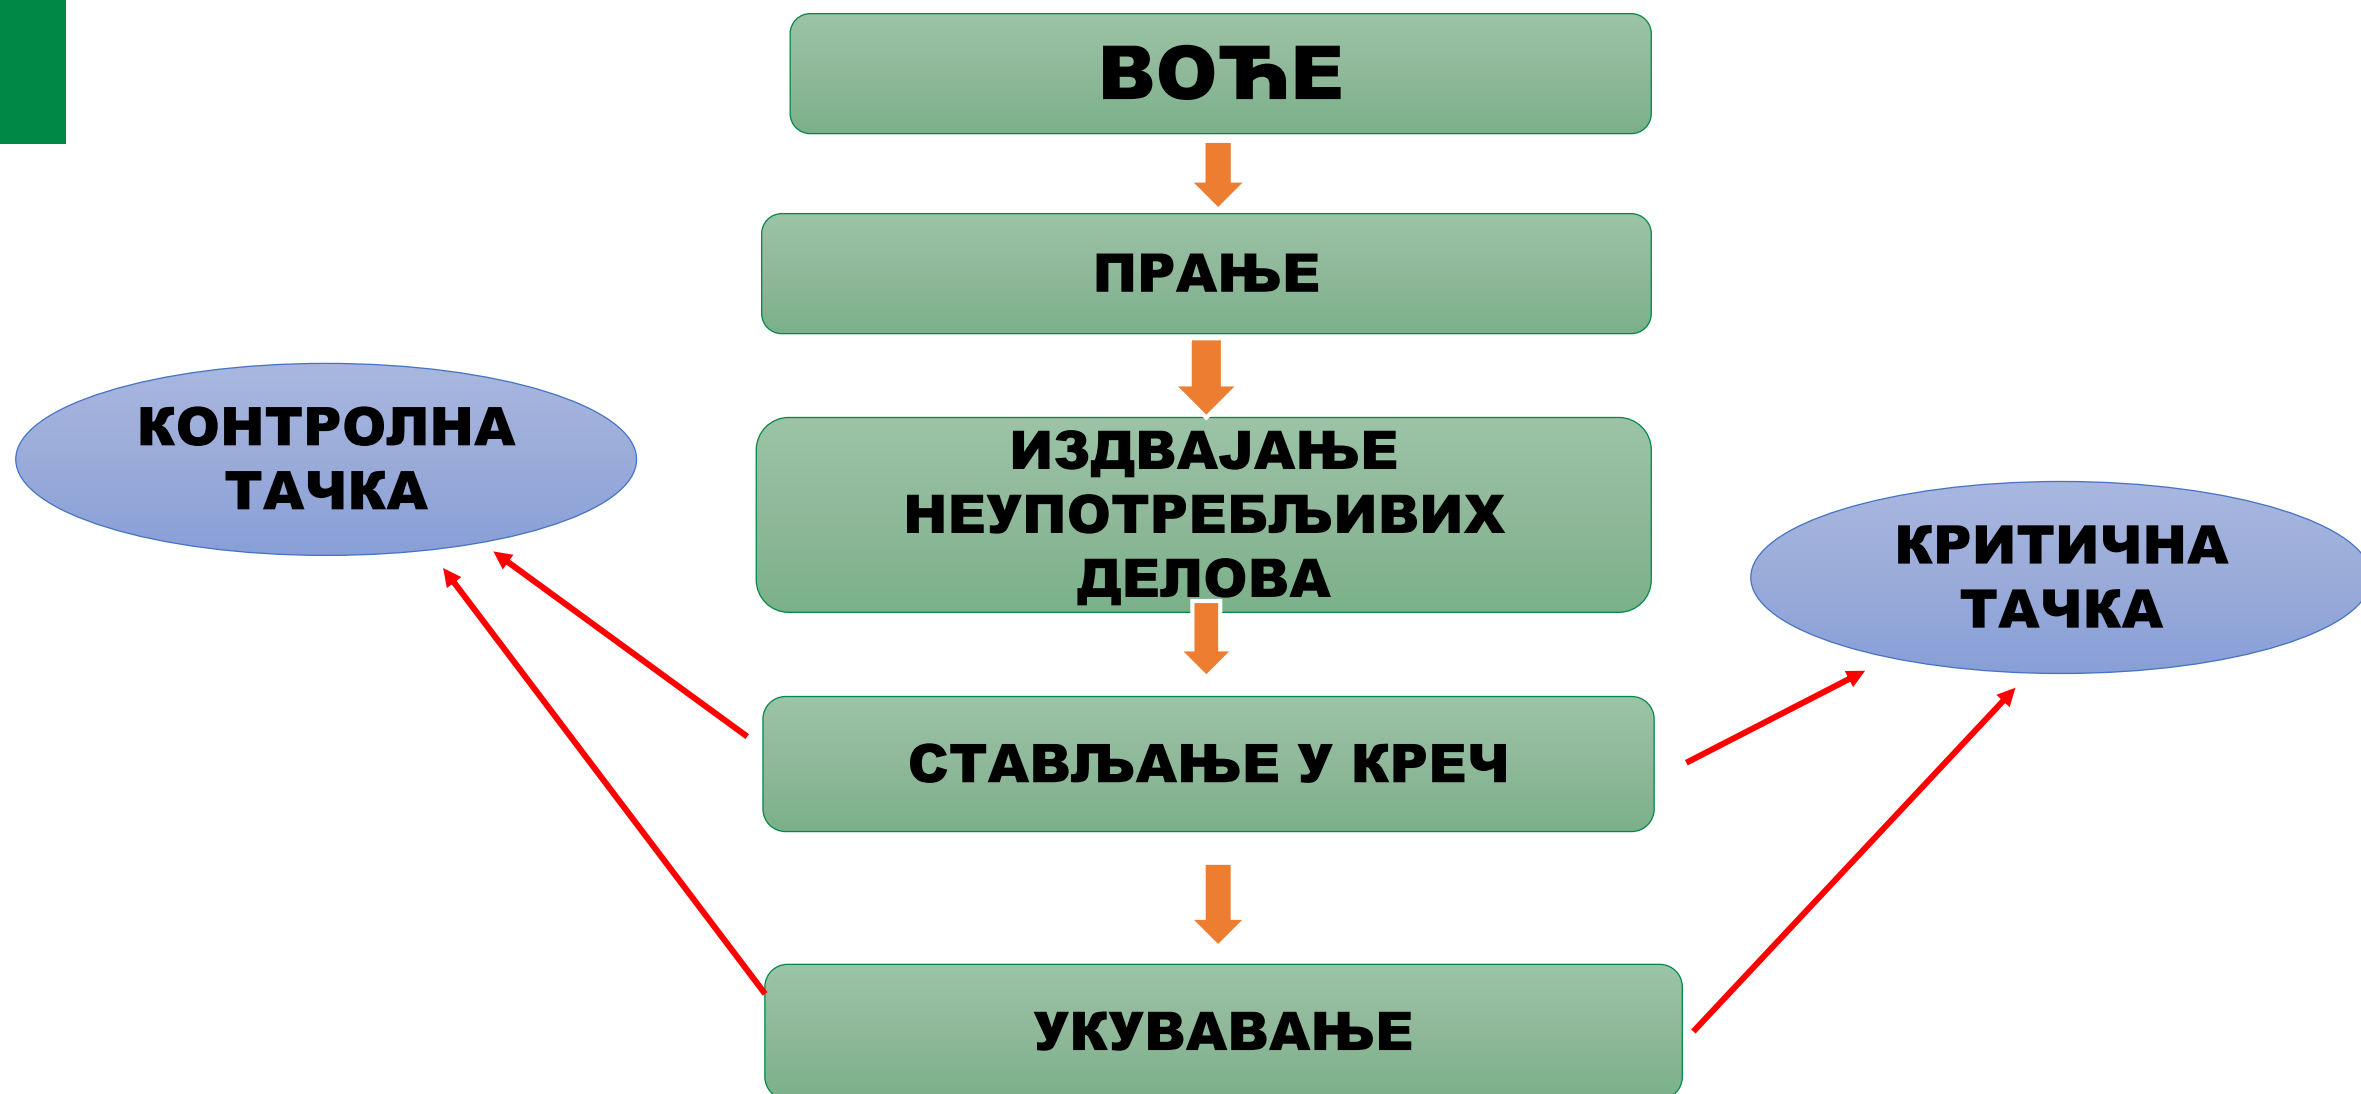 ВОЋЕ
ПРАЊЕ
ИЗДВАЈАЊЕ
НЕУПОТРЕБЉИВИХ
ДЕЛОВА
КОНТРОЛНА
ТАЧКА
КРИТИЧНА
ТАЧКА
СТАВЉАЊЕ У КРЕЧ
УКУВАВАЊЕ